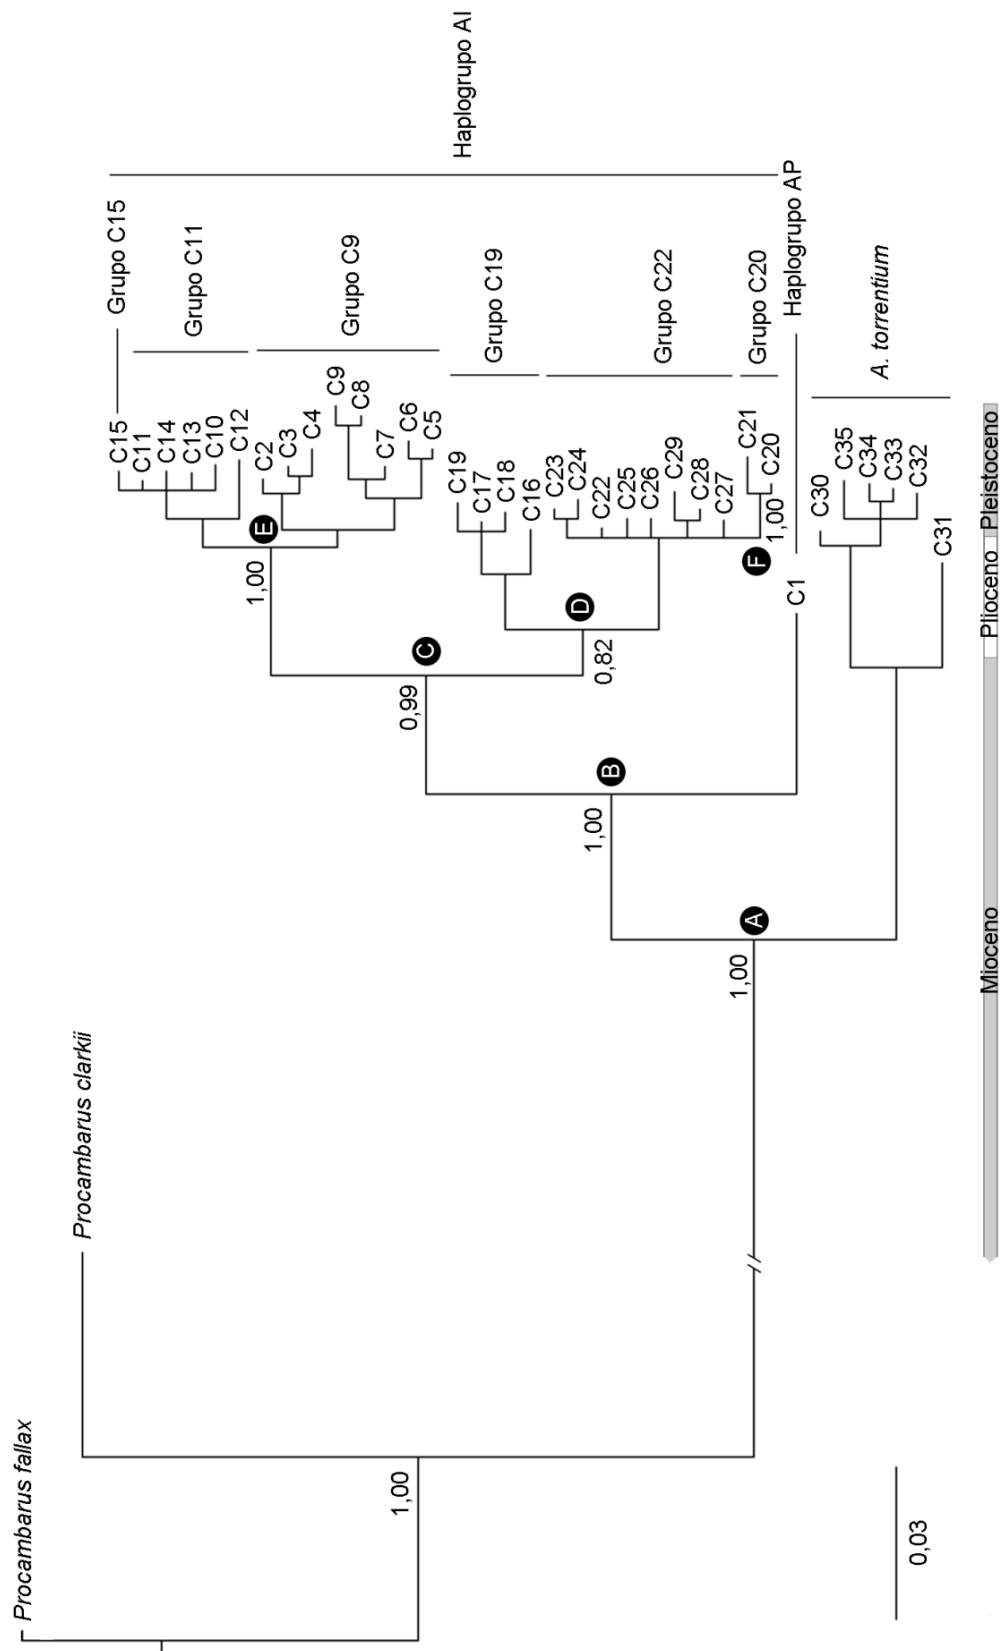 Haplogrupo AI
Grupo C15
Grupo C11
Grupo C9
Grupo C19
Grupo C22
Grupo C20
Haplogrupo AP
A. torrentium
C15
C11
C14
C13
C10
C12
C2
C3
C4
C9
C8
C7
C6
C5
C19
C17
C18
C16
C23
C24
C22
C25
C26
C29
C28
C27
C21
C20
C1
C30
C35
C34
C33
C32
C31
E
1,00
C
0,99
D
0,82
F
1,00
B
1,00
A
1,00
Procambarus clarkii
Procambarus fallax
1,00
0,03
Mioceno
Plioceno
Pleistoceno